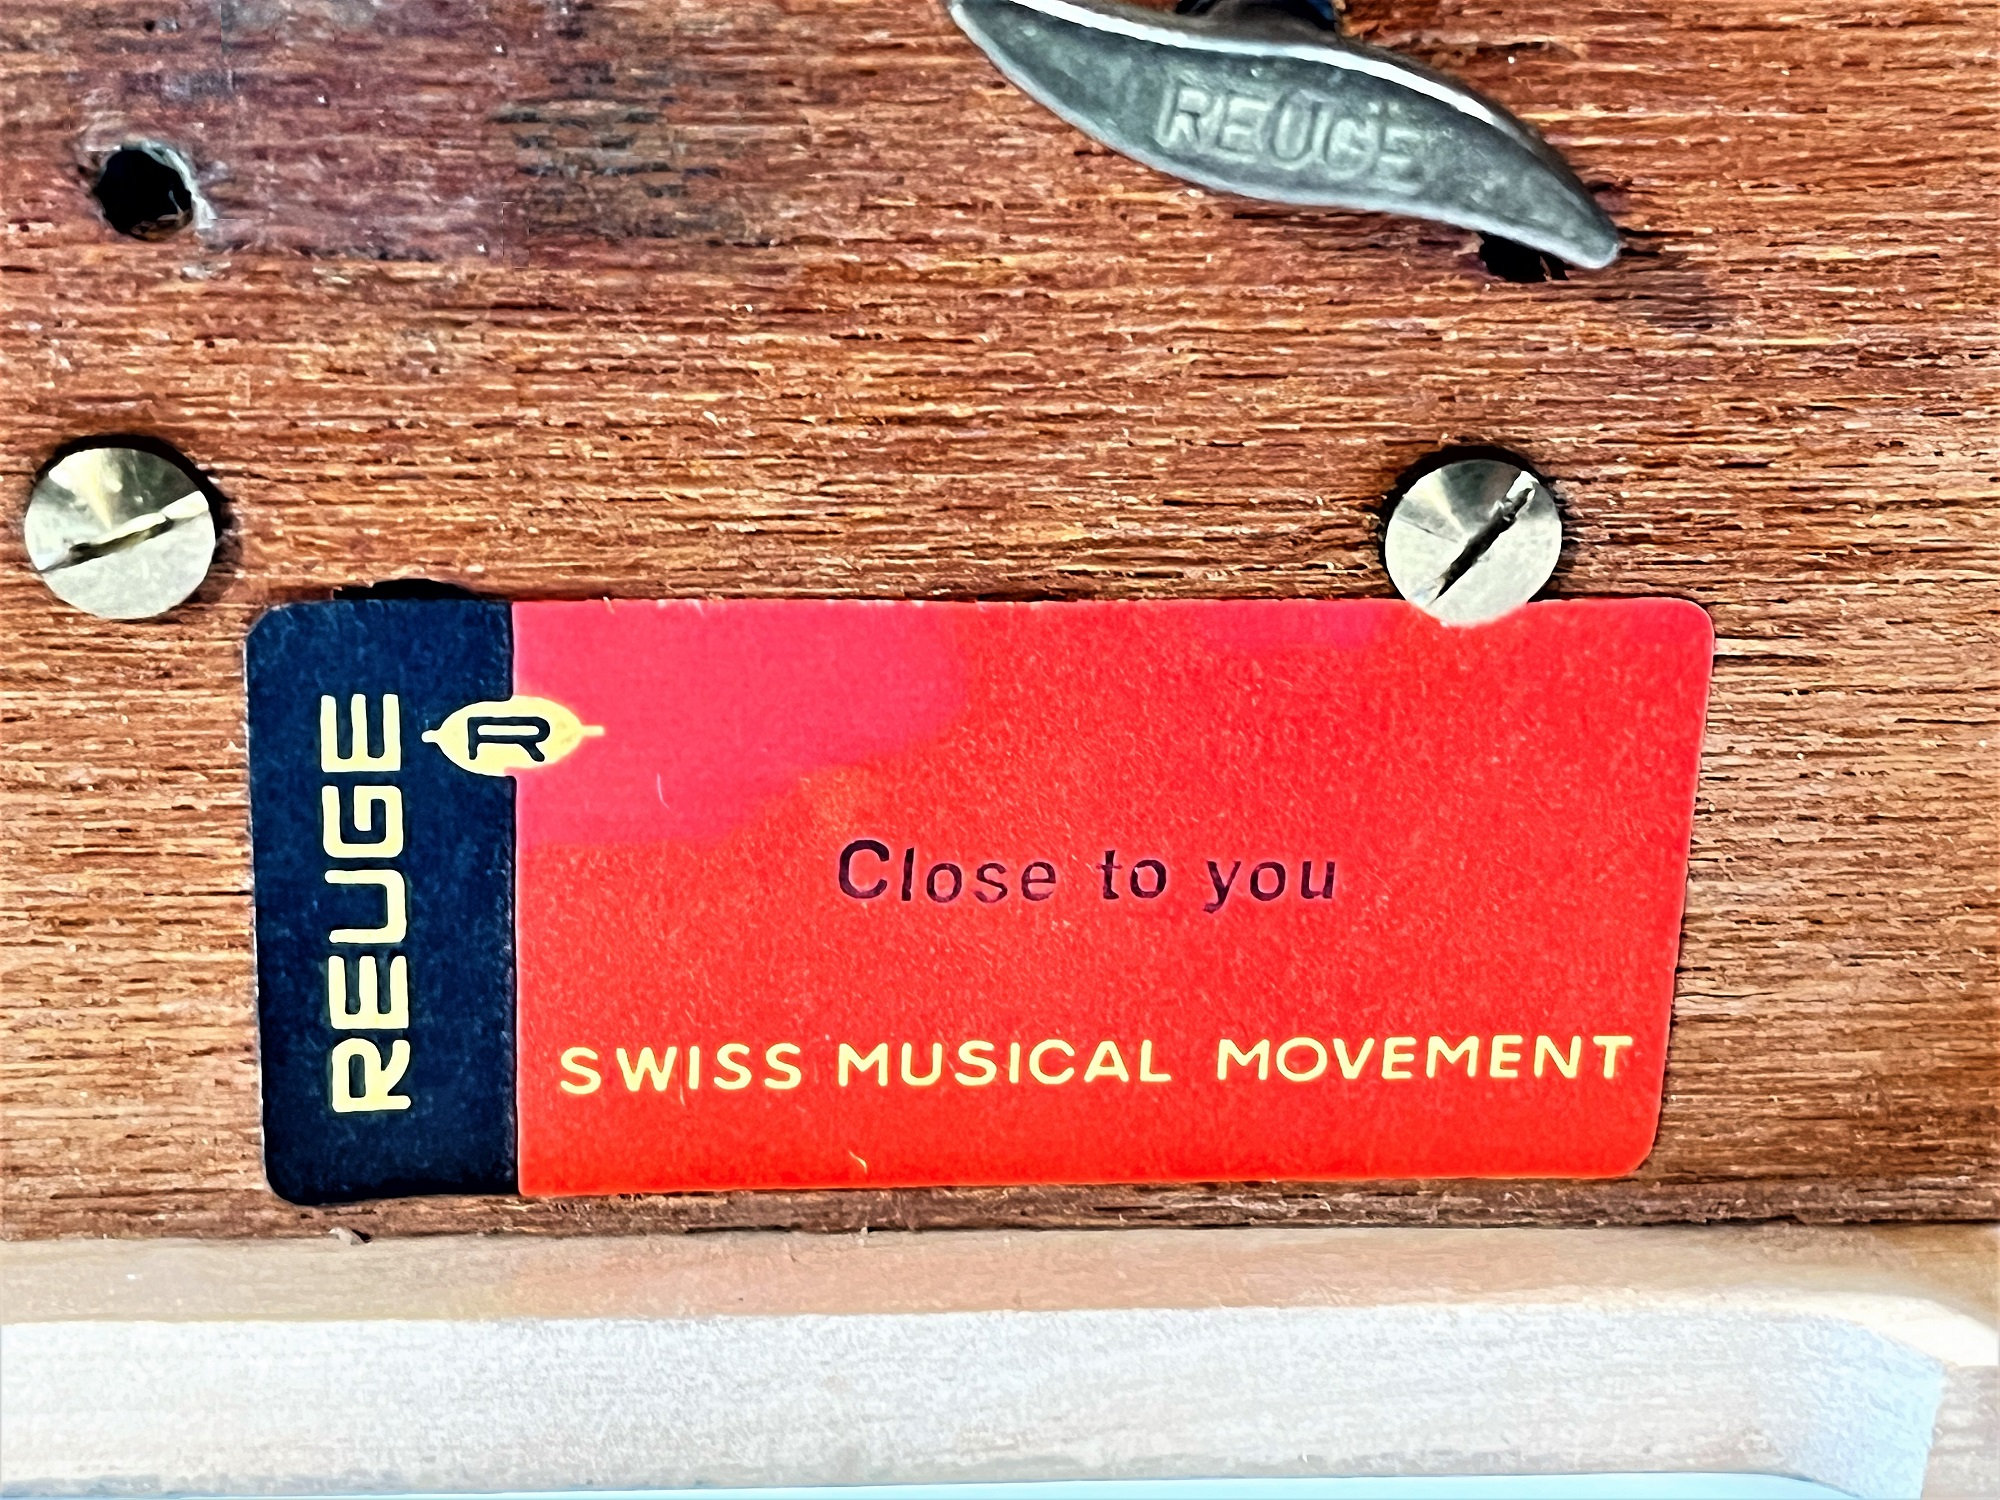 REUGE
REUGE
R
Close to you
SWISS MUSICAL MOVEMENT